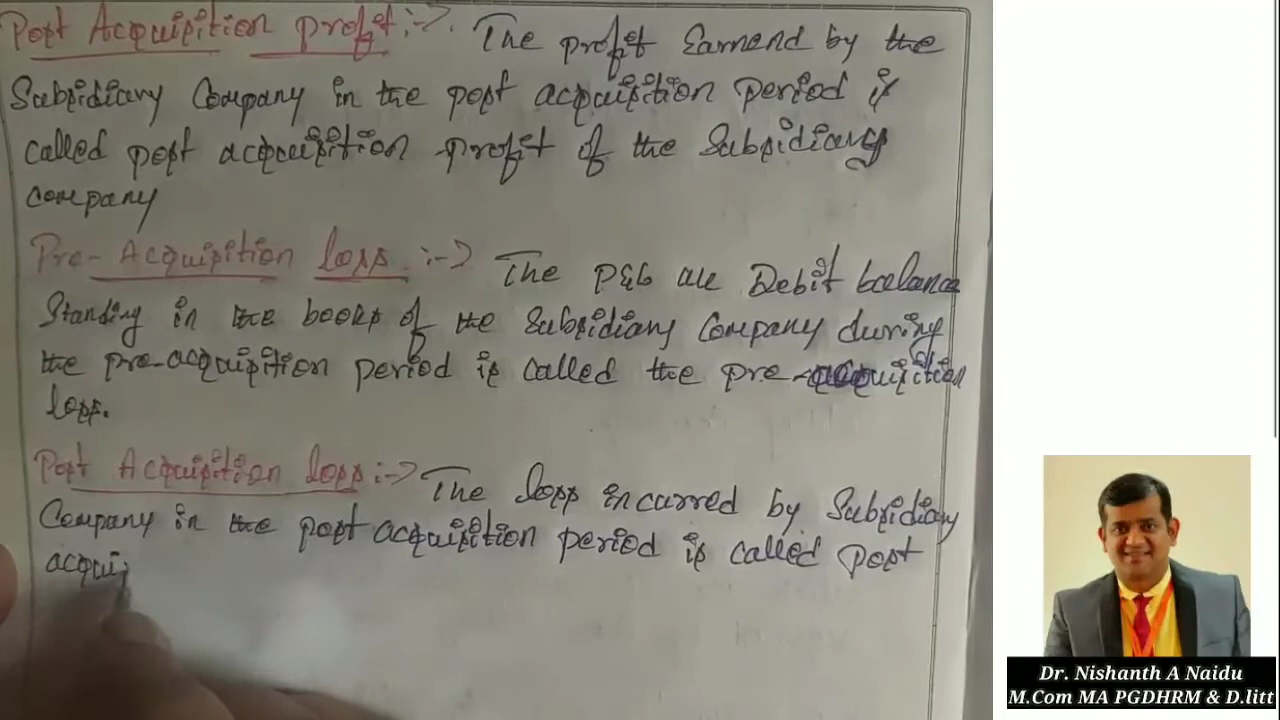 Post Acquisition profit :->. The profit Earnend by the
Subsidiary Company in the post acquisition period is
called post acquisition profit of the Subsidiary
company
Pre- Acquisition loss :-> The P&L a/c Debit balance
Standing in the books of the Subsidiary Company during
the pre-acquisition period is called the pre-acquisition
loss.
Post Acquisition loss :-> The loss incurred by Subsidiary
Company in the post acquisition period is called post
acqui
Dr. Nishanth A Naidu
M.Com MA PGDHRM & D.litt